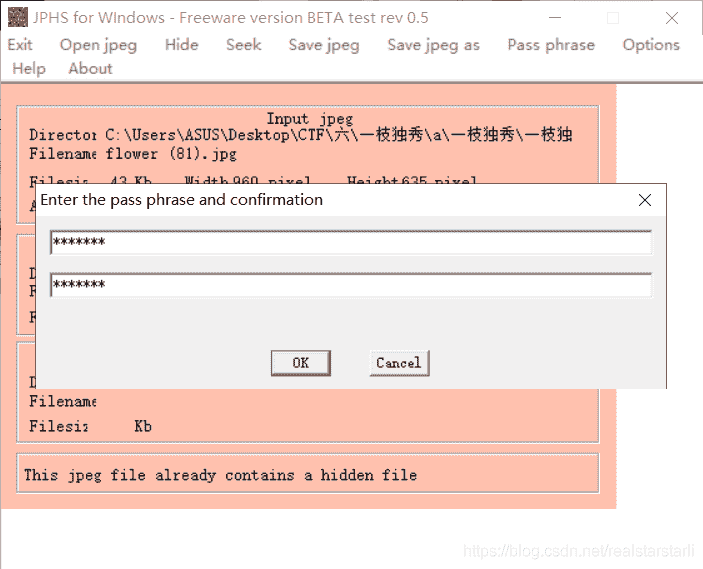 JPHS for WIndows - Freeware version BETA test rev 0.5
Exit Open jpeg Hide Seek Save jpeg Save jpeg as Pass phrase Options
Help About
Input jpeg
Director C:\Users\ASUS\Desktop\CTF\六\一枝独秀\a\一枝独秀\一枝独
Filename flower (81).jpg
Filesiz 43 Kb Width 960 pixel Height 635 pixel
Enter the pass phrase and confirmation
*******
*******
OK Cancel
Filename
Filesiz Kb
This jpeg file already contains a hidden file
https://blog.csdn.net/realstarstarli